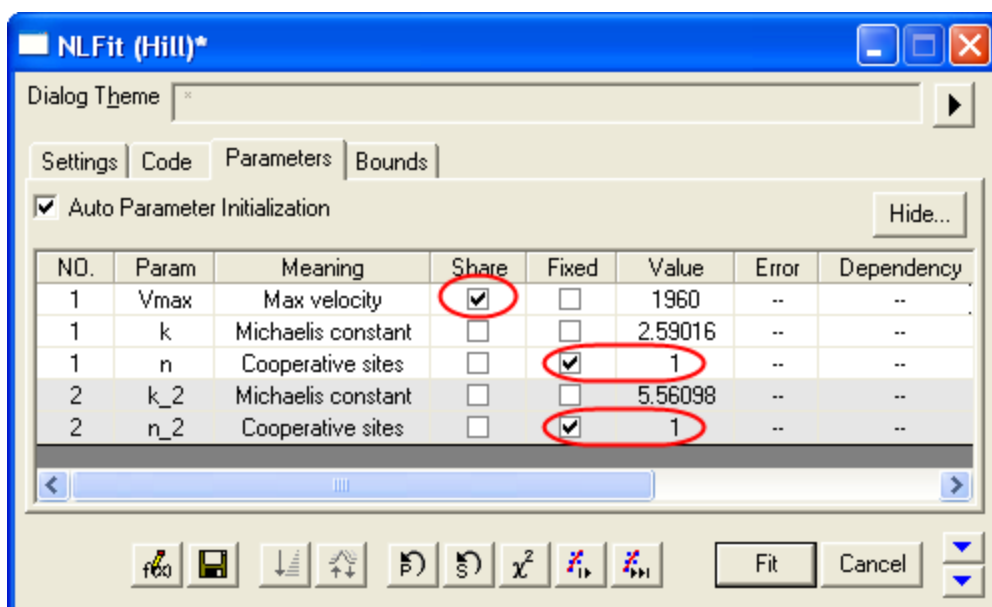 NLFit (Hill)*
Dialog Theme *
Settings Code Parameters Bounds
Auto Parameter Initialization Hide...
NO. Param Meaning Share Fixed Value Error Dependency
1 Vmax Max velocity 1960 -- --
1 k Michaelis constant 2.59016 -- --
1 n Cooperative sites 1 -- --
2 k_2 Michaelis constant 5.56098 -- --
2 n_2 Cooperative sites 1 -- --
f(x) P S χ² Fit Cancel